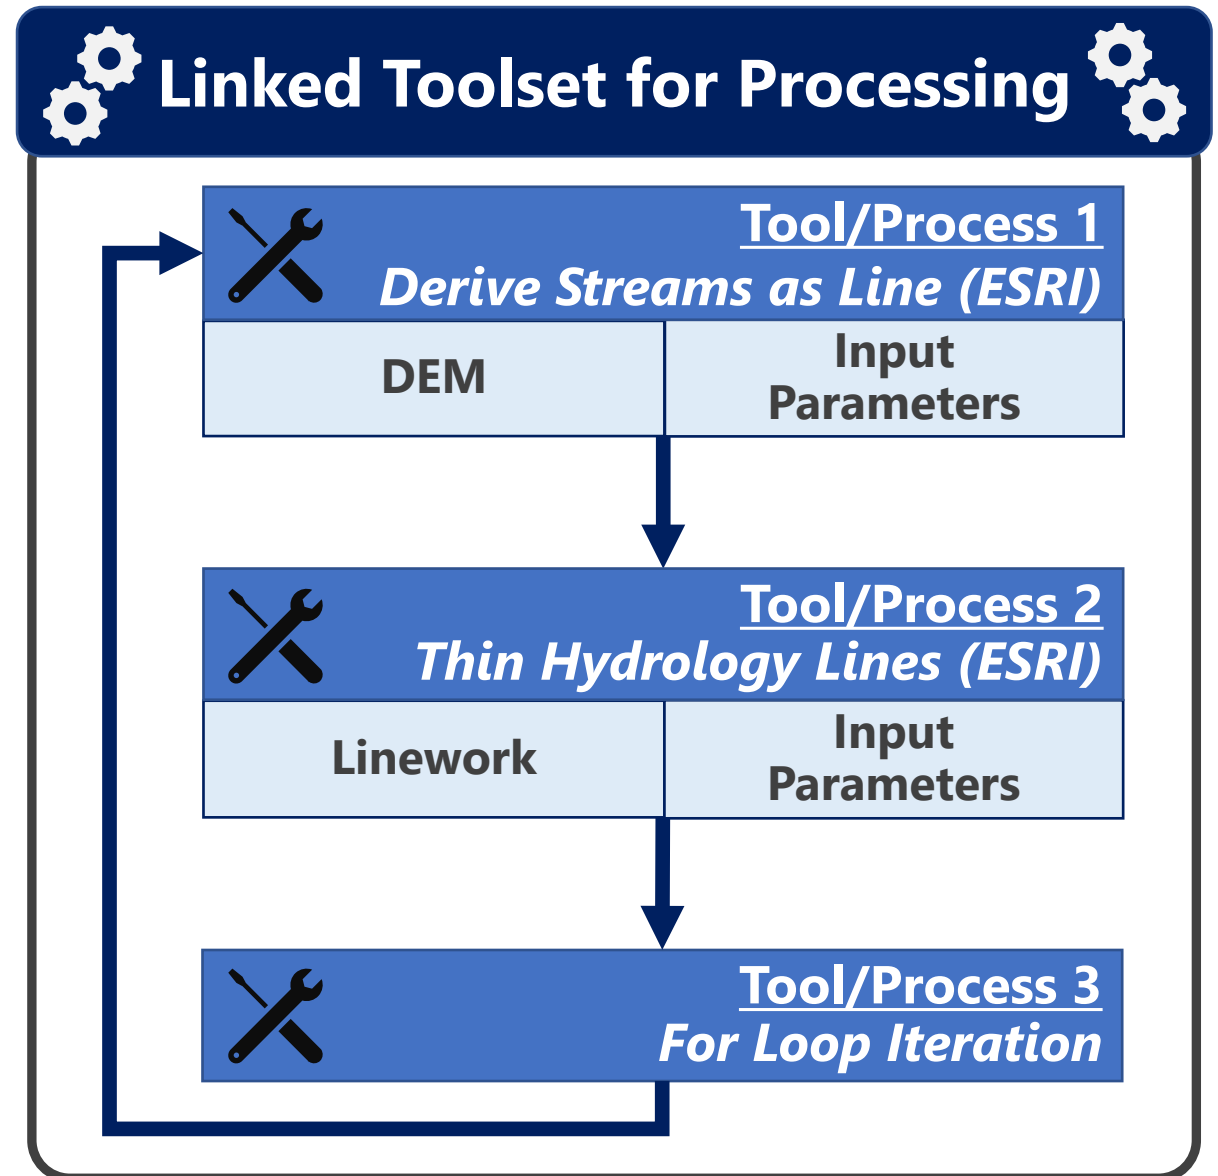 Linked Toolset for Processing
Tool/Process 1
Derive Streams as Line (ESRI)
DEM
Input
Parameters
Tool/Process 2
Thin Hydrology Lines (ESRI)
Linework
Input
Parameters
Tool/Process 3
For Loop Iteration